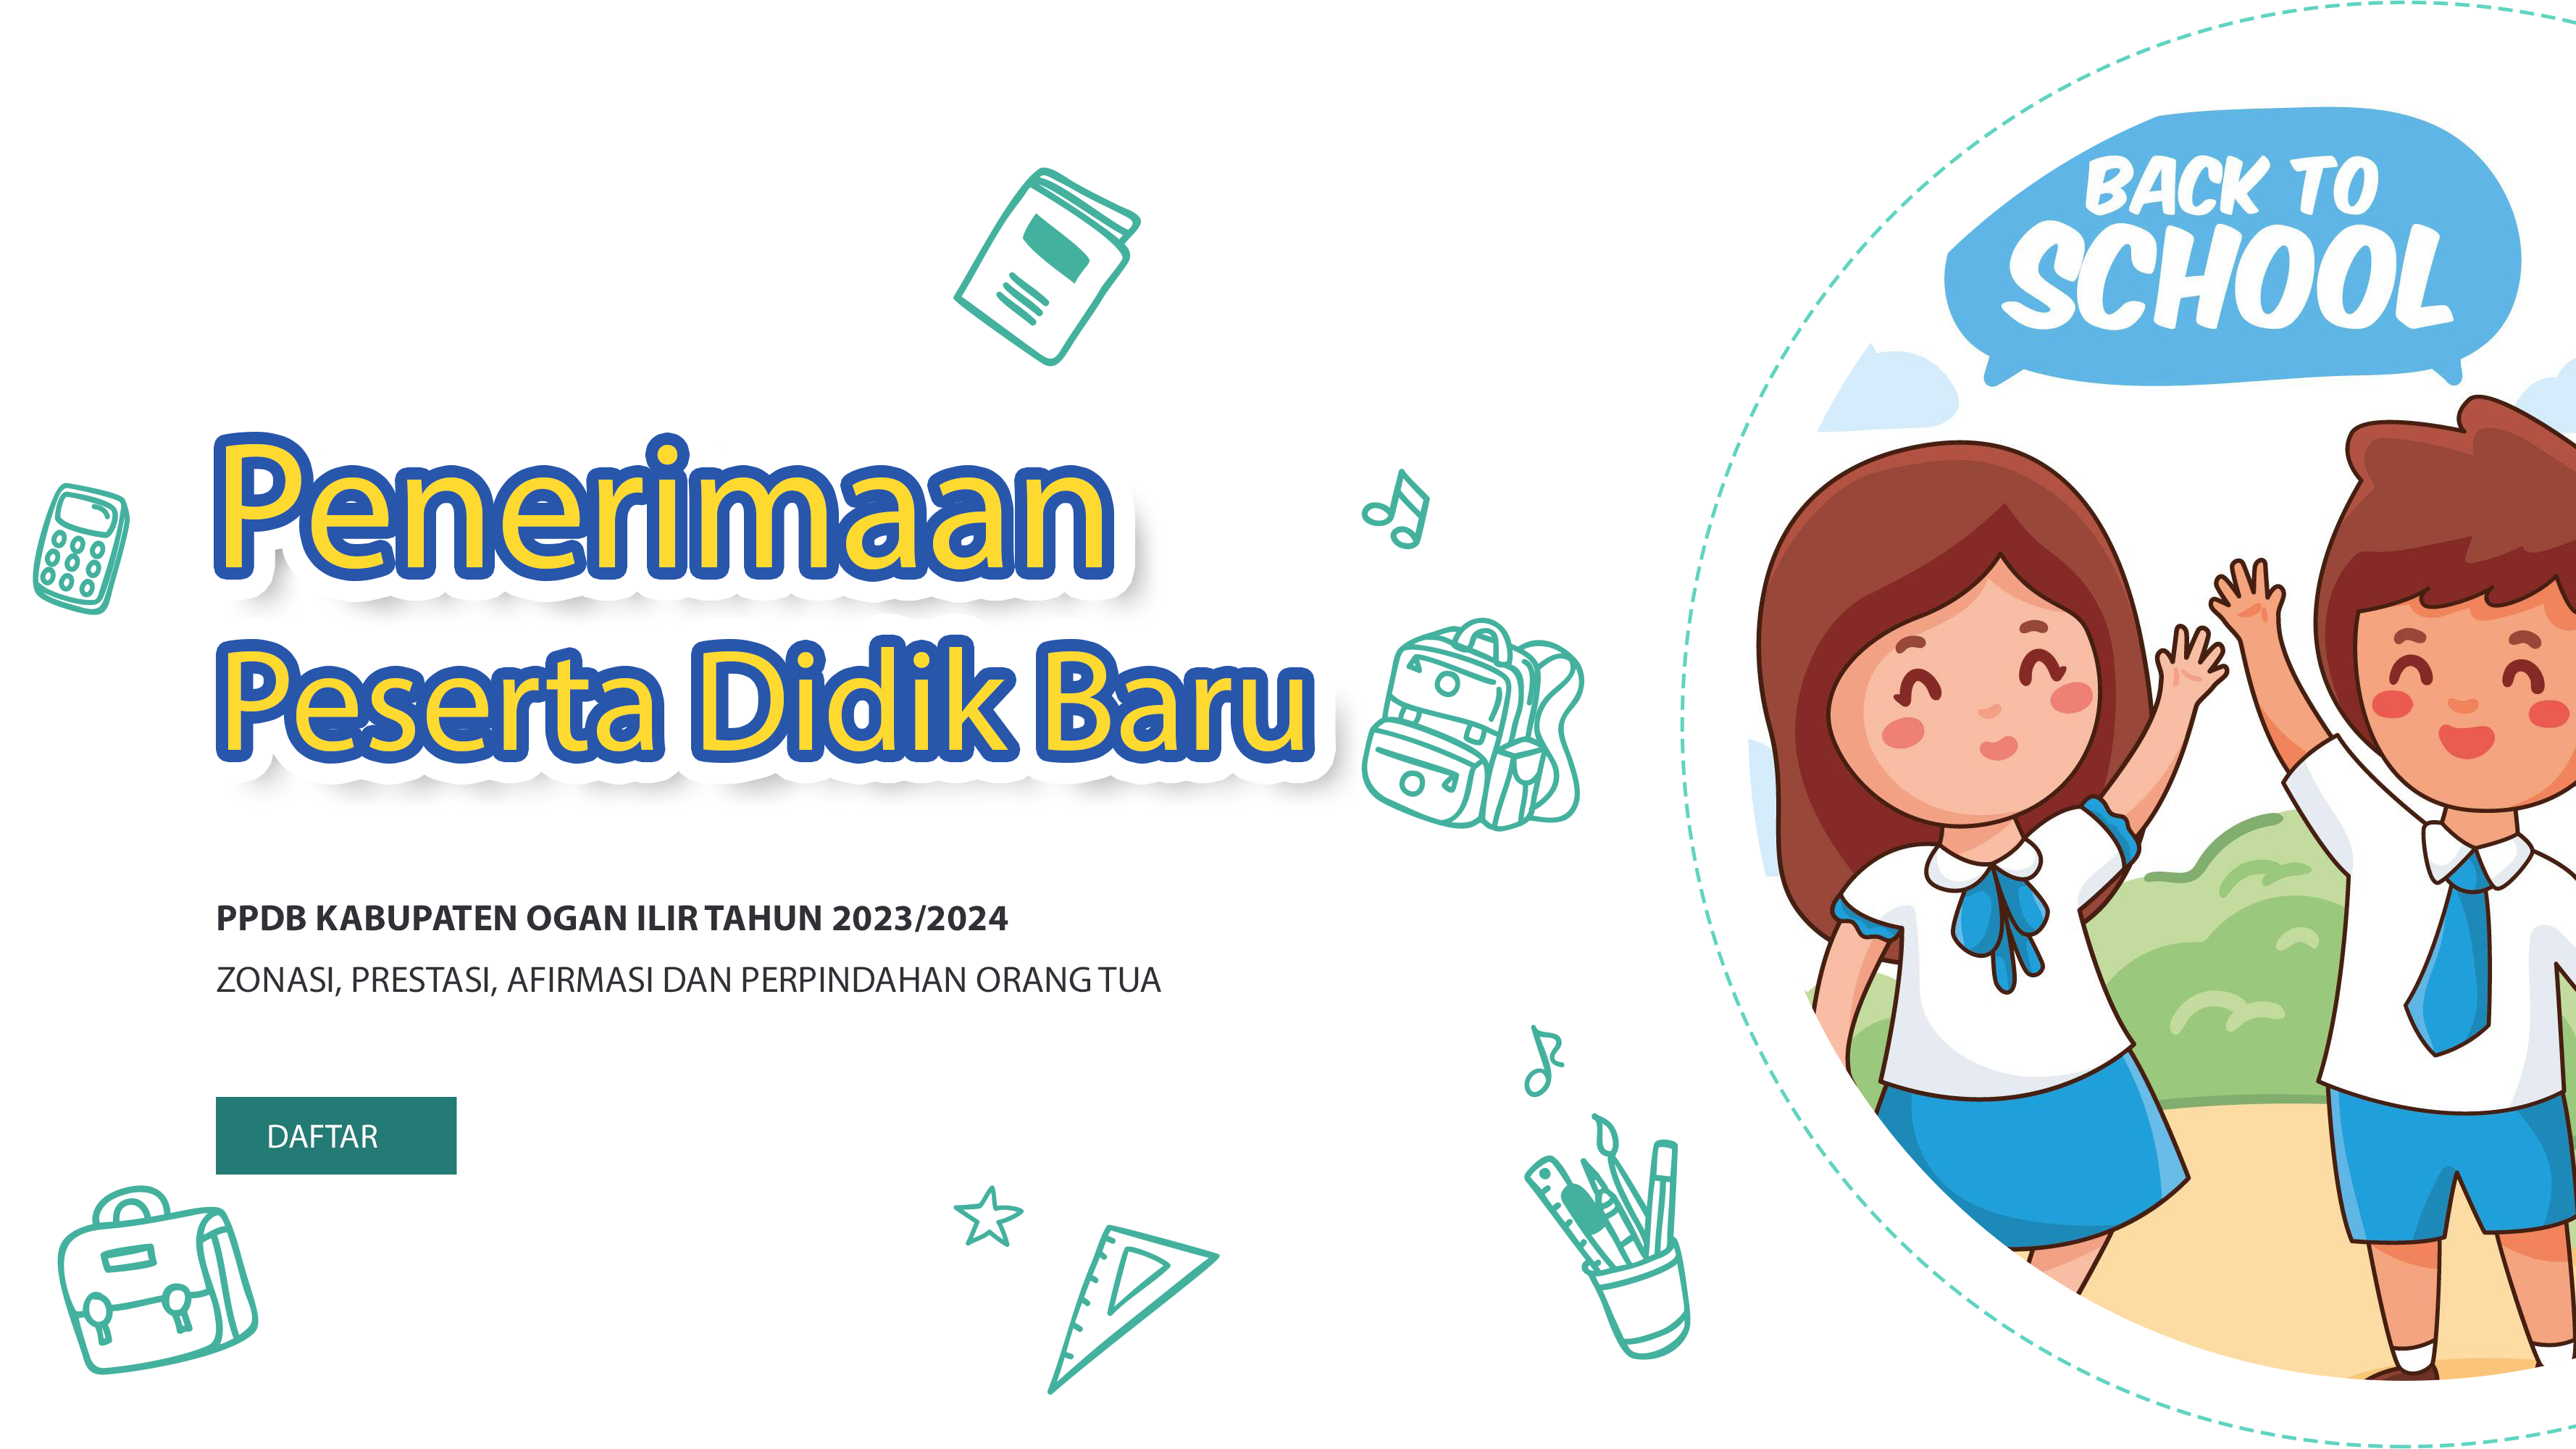 Penerimaan
Peserta Didik Baru
PPDB KABUPATEN OGAN ILIR TAHUN 2023/2024
ZONASI, PRESTASI, AFIRMASI DAN PERPINDAHAN ORANG TUA
DAFTAR
BACK TO
SCHOOL